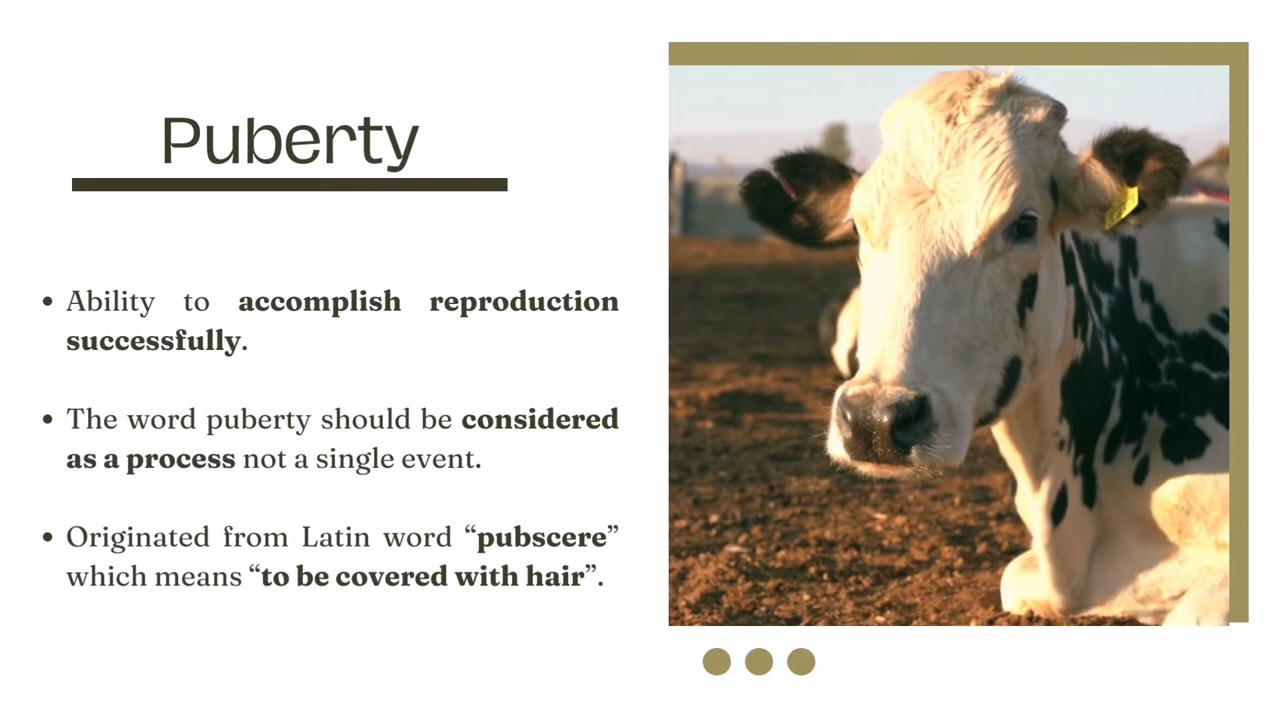 Puberty
• Ability to accomplish reproduction
successfully.
• The word puberty should be considered
as a process not a single event.
• Originated from Latin word “pubscere”
which means “to be covered with hair”.